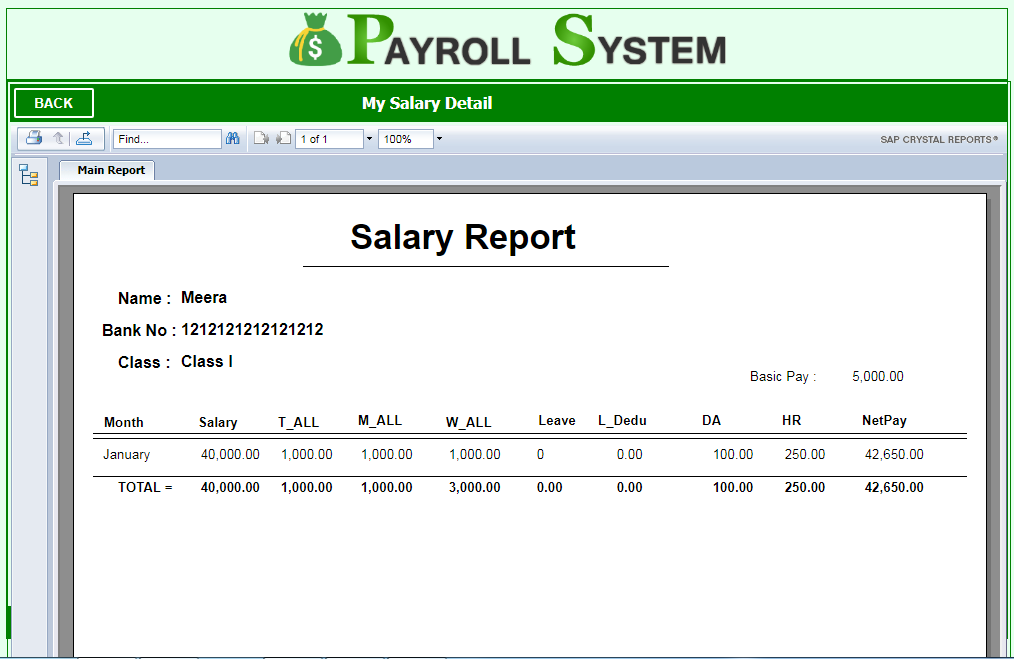 $ PAYROLL SYSTEM
BACK My Salary Detail
Find... 1 of 1 100% SAP CRYSTAL REPORTS®
Main Report
Salary Report
Name : Meera
Bank No : 1212121212121212
Class : Class I
Basic Pay : 5,000.00
Month Salary T_ALL M_ALL W_ALL Leave L_Dedu DA HR NetPay
January 40,000.00 1,000.00 1,000.00 1,000.00 0 0.00 100.00 250.00 42,650.00
TOTAL = 40,000.00 1,000.00 1,000.00 3,000.00 0.00 0.00 100.00 250.00 42,650.00